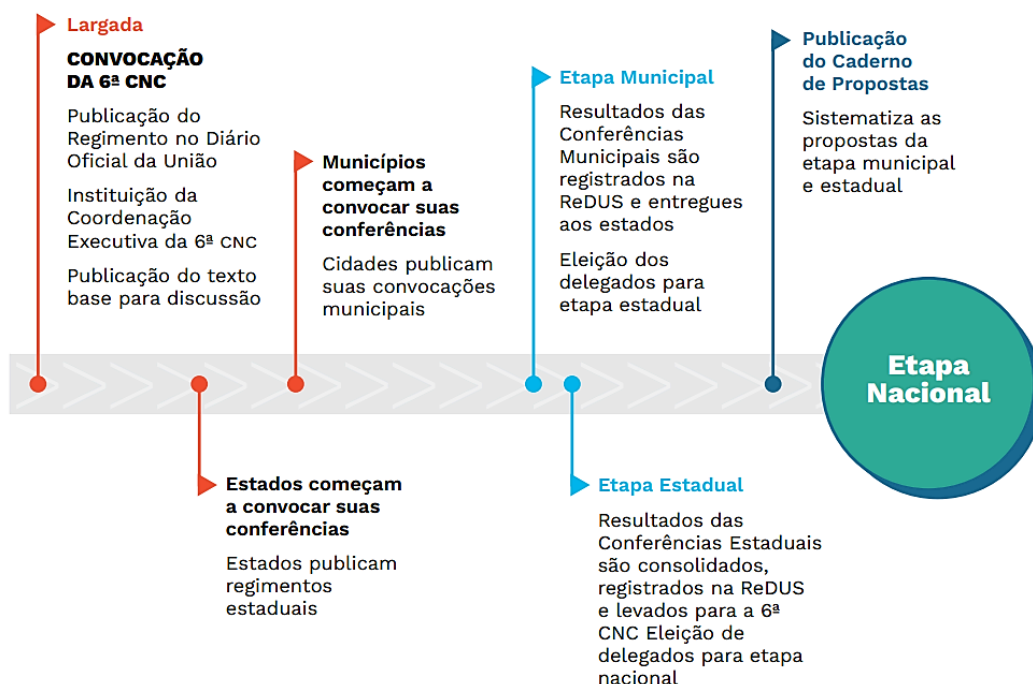 Largada
CONVOCAÇÃO
DA 6ª CNC
Publicação do
Regimento no Diário
Oficial da União
Instituição da
Coordenação
Executiva da 6ª CNC
Publicação do texto
base para discussão
Estados começam
a convocar suas
conferências
Estados publicam
regimentos
estaduais
Municípios
começam a
convocar suas
conferências
Cidades publicam
suas convocações
municipais
Etapa Municipal
Resultados das
Conferências
Municipais são
registrados na
ReDUS e entregues
aos estados
Eleição dos
delegados para
etapa estadual
Etapa Estadual
Resultados das
Conferências Estaduais
são consolidados,
registrados na ReDUS
e levados para a 6ª
CNC Eleição de
delegados para etapa
nacional
Publicação
do Caderno
de Propostas
Sistematiza as
propostas da
etapa municipal
e estadual
Etapa
Nacional